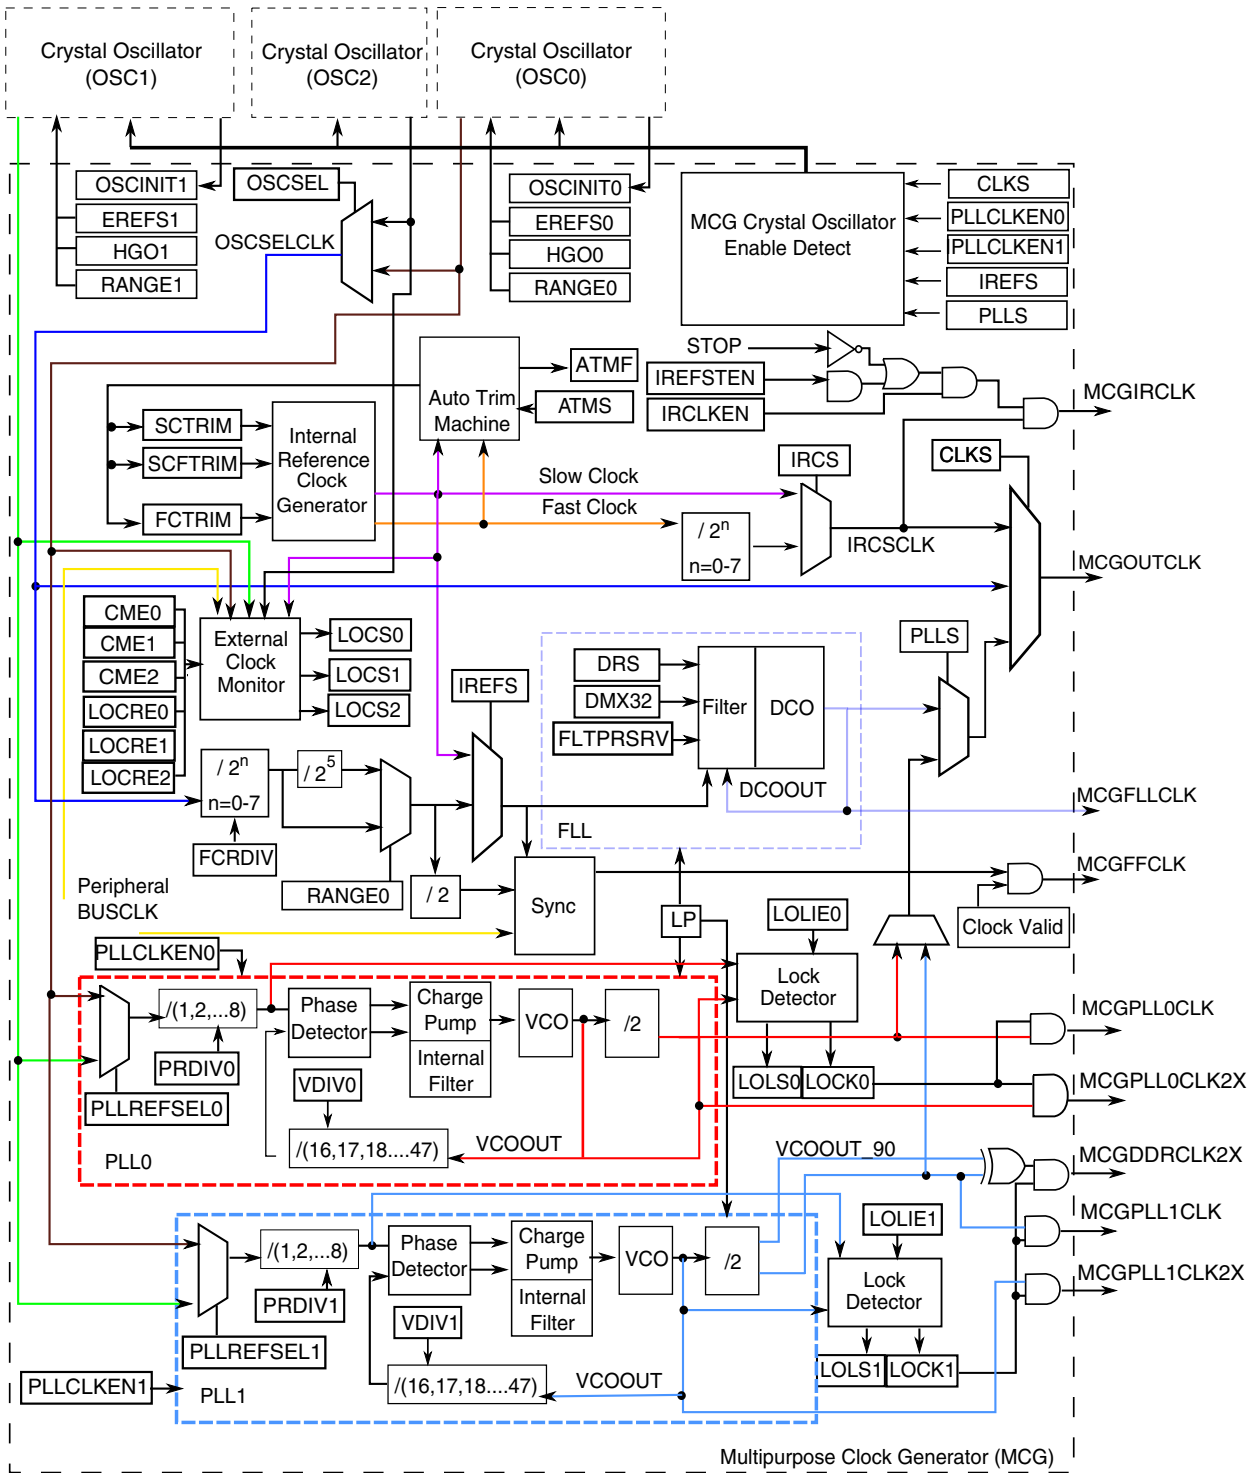 Crystal Oscillator
(OSC1)
Crystal Oscillator
(OSC2)
Crystal Oscillator
(OSC0)
OSCINIT1
EREFS1
HGO1
RANGE1
OSCSEL
OSCSELCLK
OSCINIT0
EREFS0
HGO0
RANGE0
MCG Crystal Oscillator
Enable Detect
CLKS
PLLCLKEN0
PLLCLKEN1
IREFS
PLLS
STOP
IREFSTEN
IRCLKEN
MCGIRCLK
Auto Trim
Machine
ATMF
ATMS
SCTRIM
SCFTRIM
FCTRIM
Internal
Reference
Clock
Generator
Slow Clock
Fast Clock
IRCS
CLKS
/ 2n
n=0-7
IRCSCLK
MCGOUTCLK
CME0
CME1
CME2
LOCRE0
LOCRE1
LOCRE2
External
Clock
Monitor
LOCS0
LOCS1
LOCS2
IREFS
DRS
DMX32
FLTPRSRV
Filter
DCO
PLLS
/ 2n
n=0-7
/ 25
DCOOUT
MCGFLLCLK
FLL
FCRDIV
RANGE0
/ 2
Sync
MCGFFCLK
Clock Valid
Peripheral
BUSCLK
LP
LOLIE0
PLLCLKEN0
/(1,2,...8)
Phase
Detector
Charge
Pump
Internal
Filter
VCO
/2
Lock
Detector
MCGPLL0CLK
PRDIV0
VDIV0
LOLS0
LOCK0
MCGPLL0CLK2X
PLLREFSEL0
/(16,17,18....47)
VCOOUT
PLL0
VCOOUT_90
MCGDDRCLK2X
LOLIE1
MCGPLL1CLK
/(1,2,...8)
Phase
Detector
Charge
Pump
Internal
Filter
VCO
/2
Lock
Detector
MCGPLL1CLK2X
PRDIV1
VDIV1
PLLREFSEL1
LOLS1
LOCK1
PLLCLKEN1
PLL1
/(16,17,18....47)
VCOOUT
Multipurpose Clock Generator (MCG)